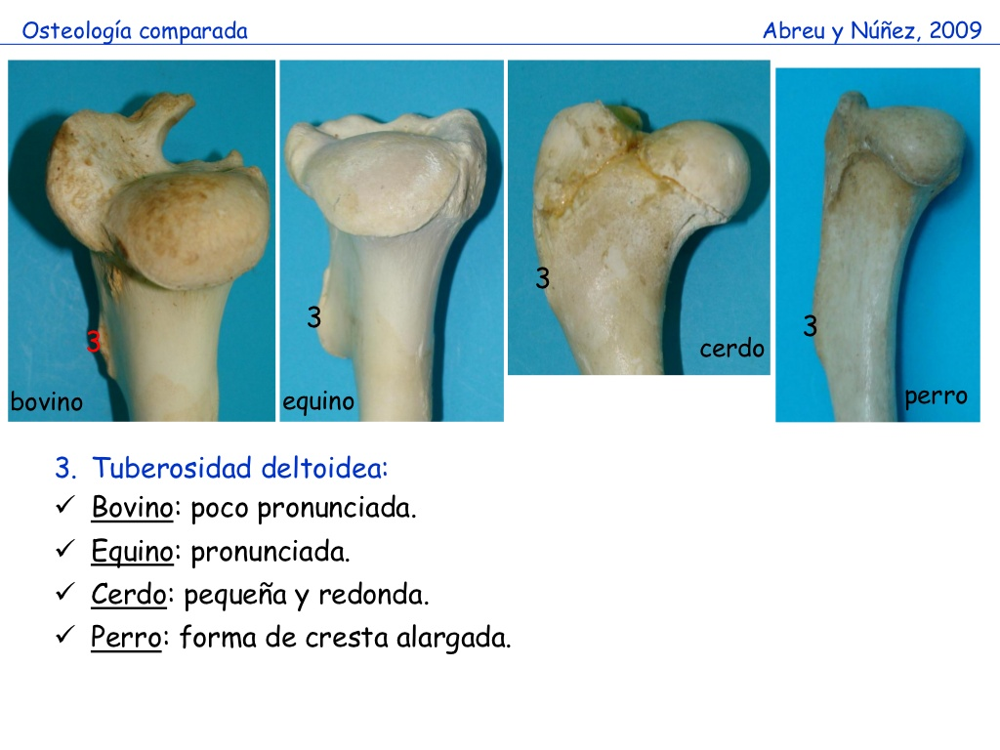 Osteología comparada
Abreu y Núñez, 2009
3
bovino
3
equino
3
cerdo
3
perro
3. Tuberosidad deltoidea:
✓ Bovino: poco pronunciada.
✓ Equino: pronunciada.
✓ Cerdo: pequeña y redonda.
✓ Perro: forma de cresta alargada.